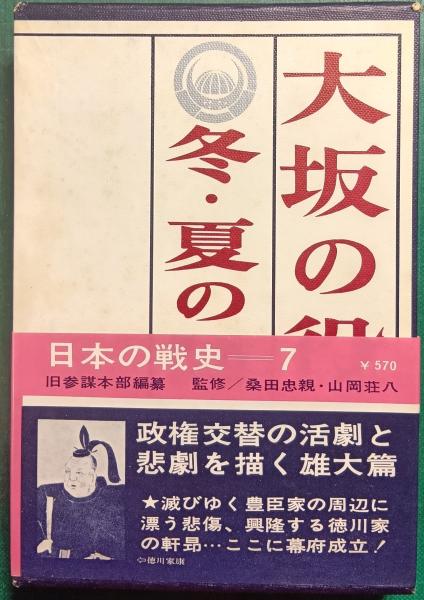 大坂の役
冬・夏の
日本の戦史──7
￥570
旧参謀本部編纂 監修／桑田忠親・山岡荘八
政権交替の活劇と
悲劇を描く雄大篇
★滅びゆく豊臣家の周辺に
漂う悲傷、興隆する徳川家
の軒昂…ここに幕府成立！
⇦徳川家康